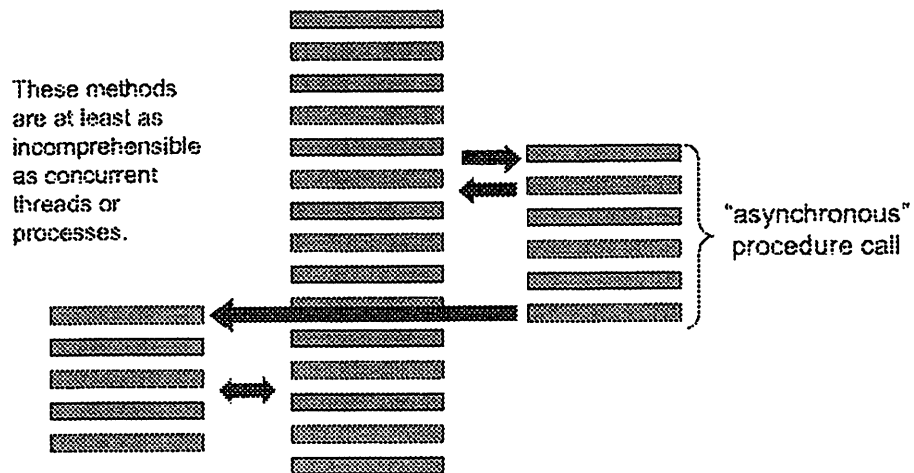 These methods
are at least as
incomprehensible
as concurrent
threads or
processes.
"asynchronous"
procedure call